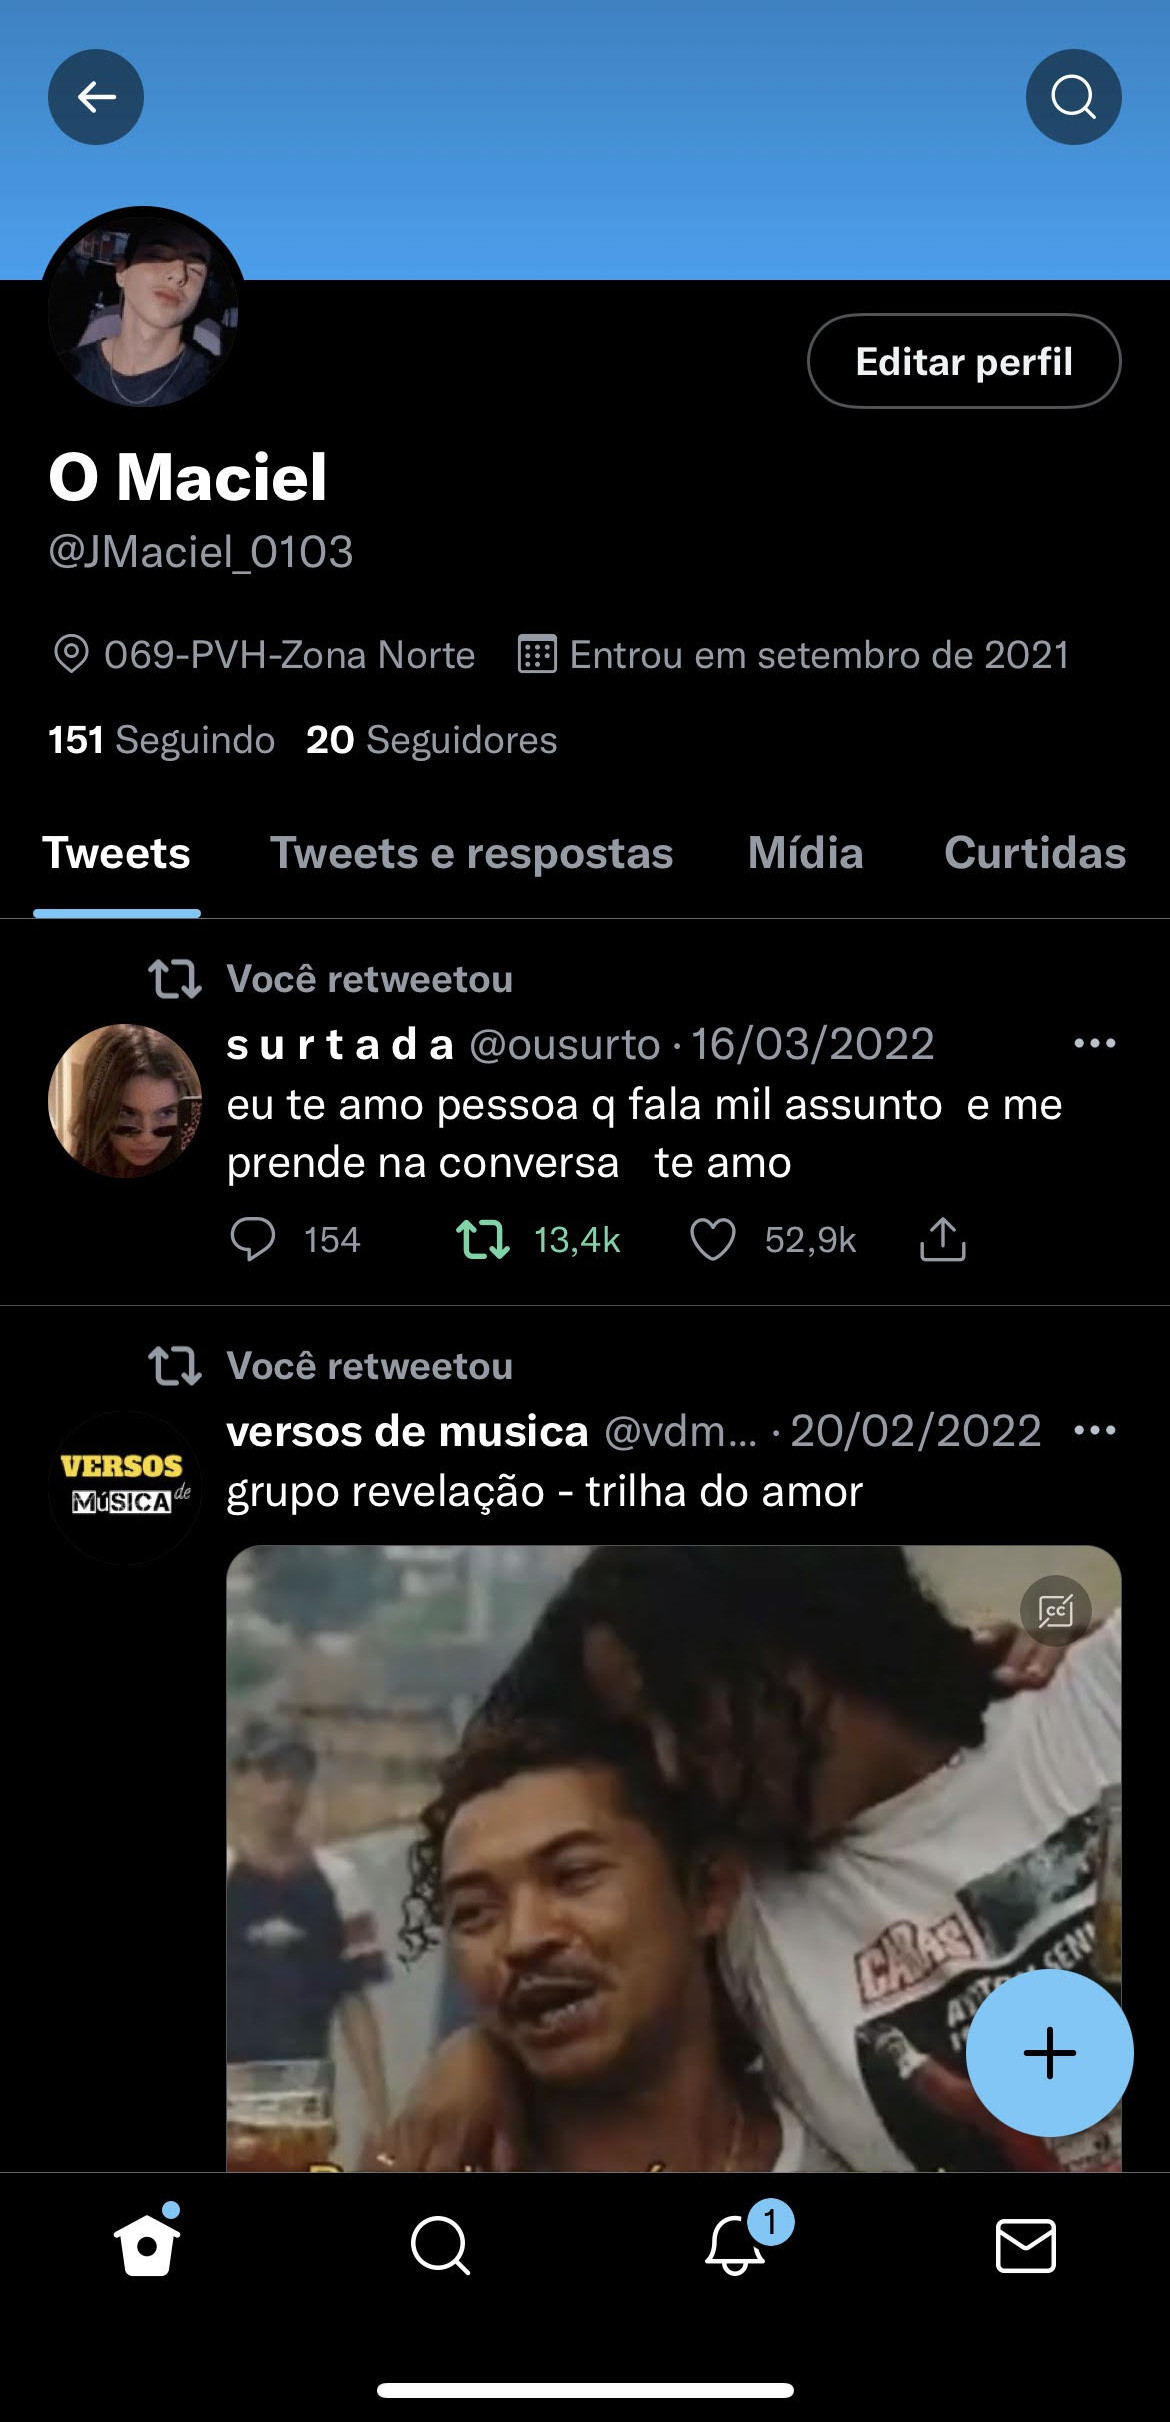 Editar perfil
O Maciel
@JMaciel_0103
069-PVH-Zona Norte Entrou em setembro de 2021
151 Seguindo 20 Seguidores
Tweets Tweets e respostas Mídia Curtidas
Você retweetou
s u r t a d a @ousurto · 16/03/2022
eu te amo pessoa q fala mil assunto  e me
prende na conversa   te amo
154 13,4k 52,9k
Você retweetou
versos de musica @vdm... · 20/02/2022
grupo revelação - trilha do amor
VERSOS
MúSICA de
cc
CARAS
1